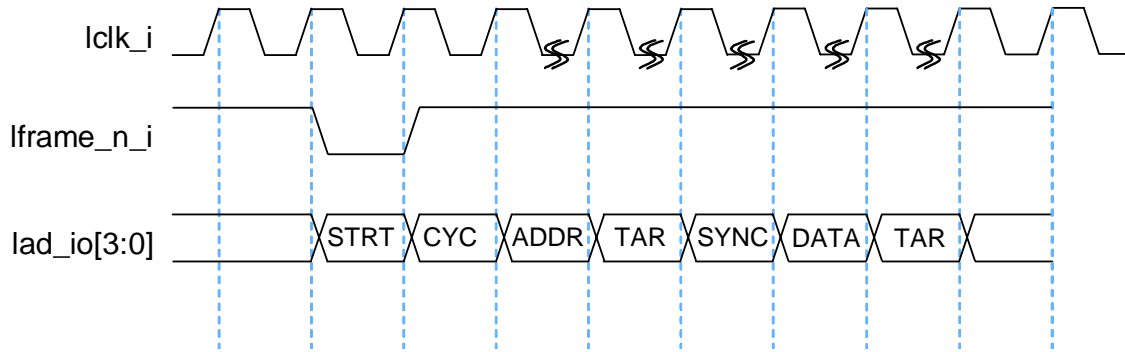 lclk_i
lframe_n_i
lad_io[3:0] STRT CYC ADDR TAR SYNC DATA TAR